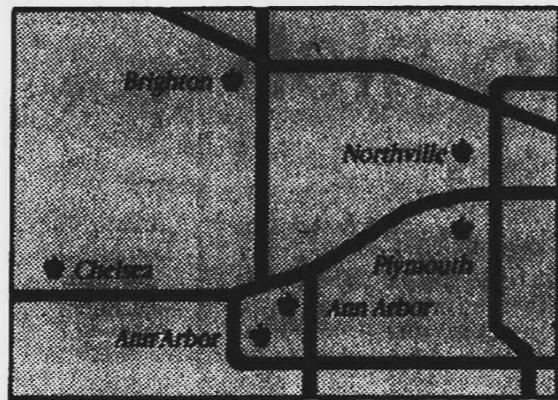 Brighton
Northville
Plymouth
Chelsea
Ann Arbor
Ann Arbor